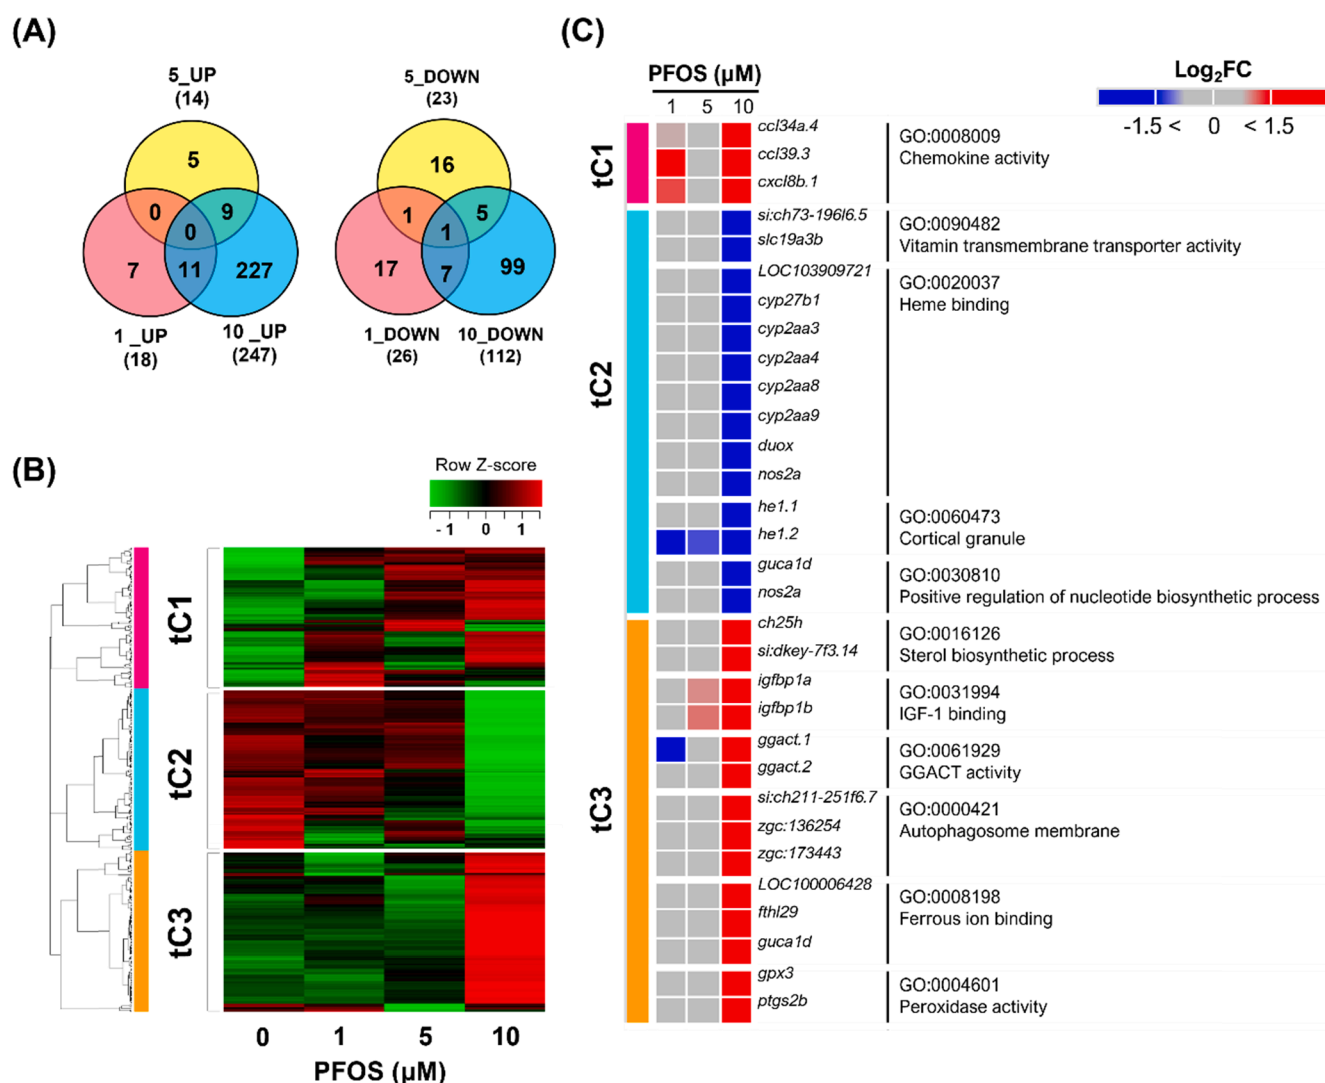 (A)
5_UP
(14)
5
0
9
0
7
11
227
1 _UP
(18)
10 _UP
(247)
5_DOWN
(23)
16
1
5
1
17
7
99
1_DOWN
(26)
10_DOWN
(112)
(B)
Row Z-score
-1 0 1
tC1
tC2
tC3
0 1 5 10
PFOS (µM)
(C)
PFOS (µM)
1 5 10
Log2FC
-1.5 < 0 < 1.5
tC1
ccl34a.4
ccl39.3
cxcl8b.1
GO:0008009
Chemokine activity
tC2
si:ch73-196l6.5
slc19a3b
GO:0090482
Vitamin transmembrane transporter activity
LOC103909721
cyp27b1
cyp2aa3
cyp2aa4
cyp2aa8
cyp2aa9
duox
nos2a
GO:0020037
Heme binding
he1.1
he1.2
GO:0060473
Cortical granule
guca1d
nos2a
GO:0030810
Positive regulation of nucleotide biosynthetic process
tC3
ch25h
si:dkey-7f3.14
GO:0016126
Sterol biosynthetic process
igfbp1a
igfbp1b
GO:0031994
IGF-1 binding
ggact.1
ggact.2
GO:0061929
GGACT activity
si:ch211-251f6.7
zgc:136254
zgc:173443
GO:0000421
Autophagosome membrane
LOC100006428
fthl29
guca1d
GO:0008198
Ferrous ion binding
gpx3
ptgs2b
GO:0004601
Peroxidase activity